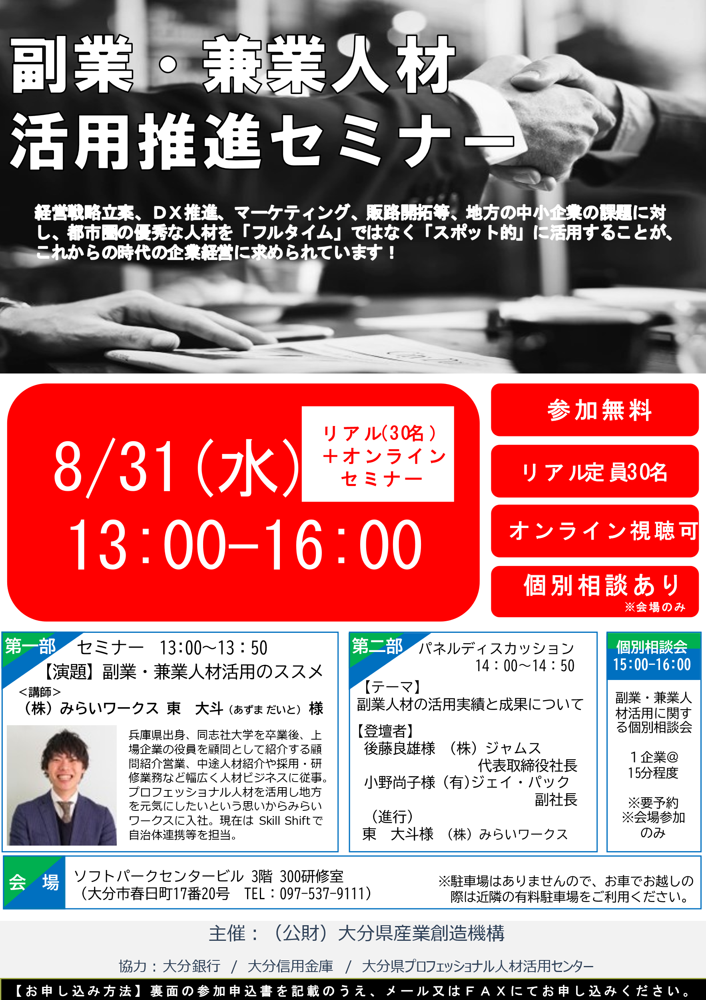 副業・兼業人材
活用推進セミナー
経営戦略立案、ＤＸ推進、マーケティング、販路開拓等、地方の中小企業の課題に対
し、都市圏の優秀な人材を「フルタイム」ではなく「スポット的」に活用することが、
これからの時代の企業経営に求められています！
8/31(水)
リアル(30名)
＋オンライン
セミナー
13:00-16:00
参加無料
リアル定員30名
オンライン視聴可
個別相談あり
※会場のみ
第一部 セミナー 13:00～13：50
【演題】副業・兼業人材活用のススメ
＜講師＞
（株）みらいワークス 東 大斗（あずま だいと）様
兵庫県出身、同志社大学を卒業後、上
場企業の役員を顧問として紹介する顧
問紹介営業、中途人材紹介や採用・研
修業務など幅広く人材ビジネスに従事。
プロフェッショナル人材を活用し地方
を元気にしたいという思いからみらい
ワークスに入社。現在は Skill Shiftで
自治体連携等を担当。
第二部 パネルディスカッション
14：00～14：50
【テーマ】
副業人材の活用実績と成果について
【登壇者】
後藤良雄様 （株）ジャムス
代表取締役社長
小野尚子様（有)ジェイ・パック
副社長
（進行）
東 大斗様 （株）みらいワークス
個別相談会
15:00-16:00
副業・兼業人
材活用に関す
る個別相談会
１企業＠
15分程度
※要予約
※会場参加
のみ
会 場
ソフトパークセンタービル 3階 300研修室
（大分市春日町17番20号 TEL：097-537-9111）
※駐車場はありませんので、お車でお越しの
際は近隣の有料駐車場をご利用ください。
主催：（公財）大分県産業創造機構
協力：大分銀行 / 大分信用金庫 / 大分県プロフェッショナル人材活用センター
【お申し込み方法】裏面の参加申込書を記載のうえ、メール又はＦＡＸにてお申し込みください。